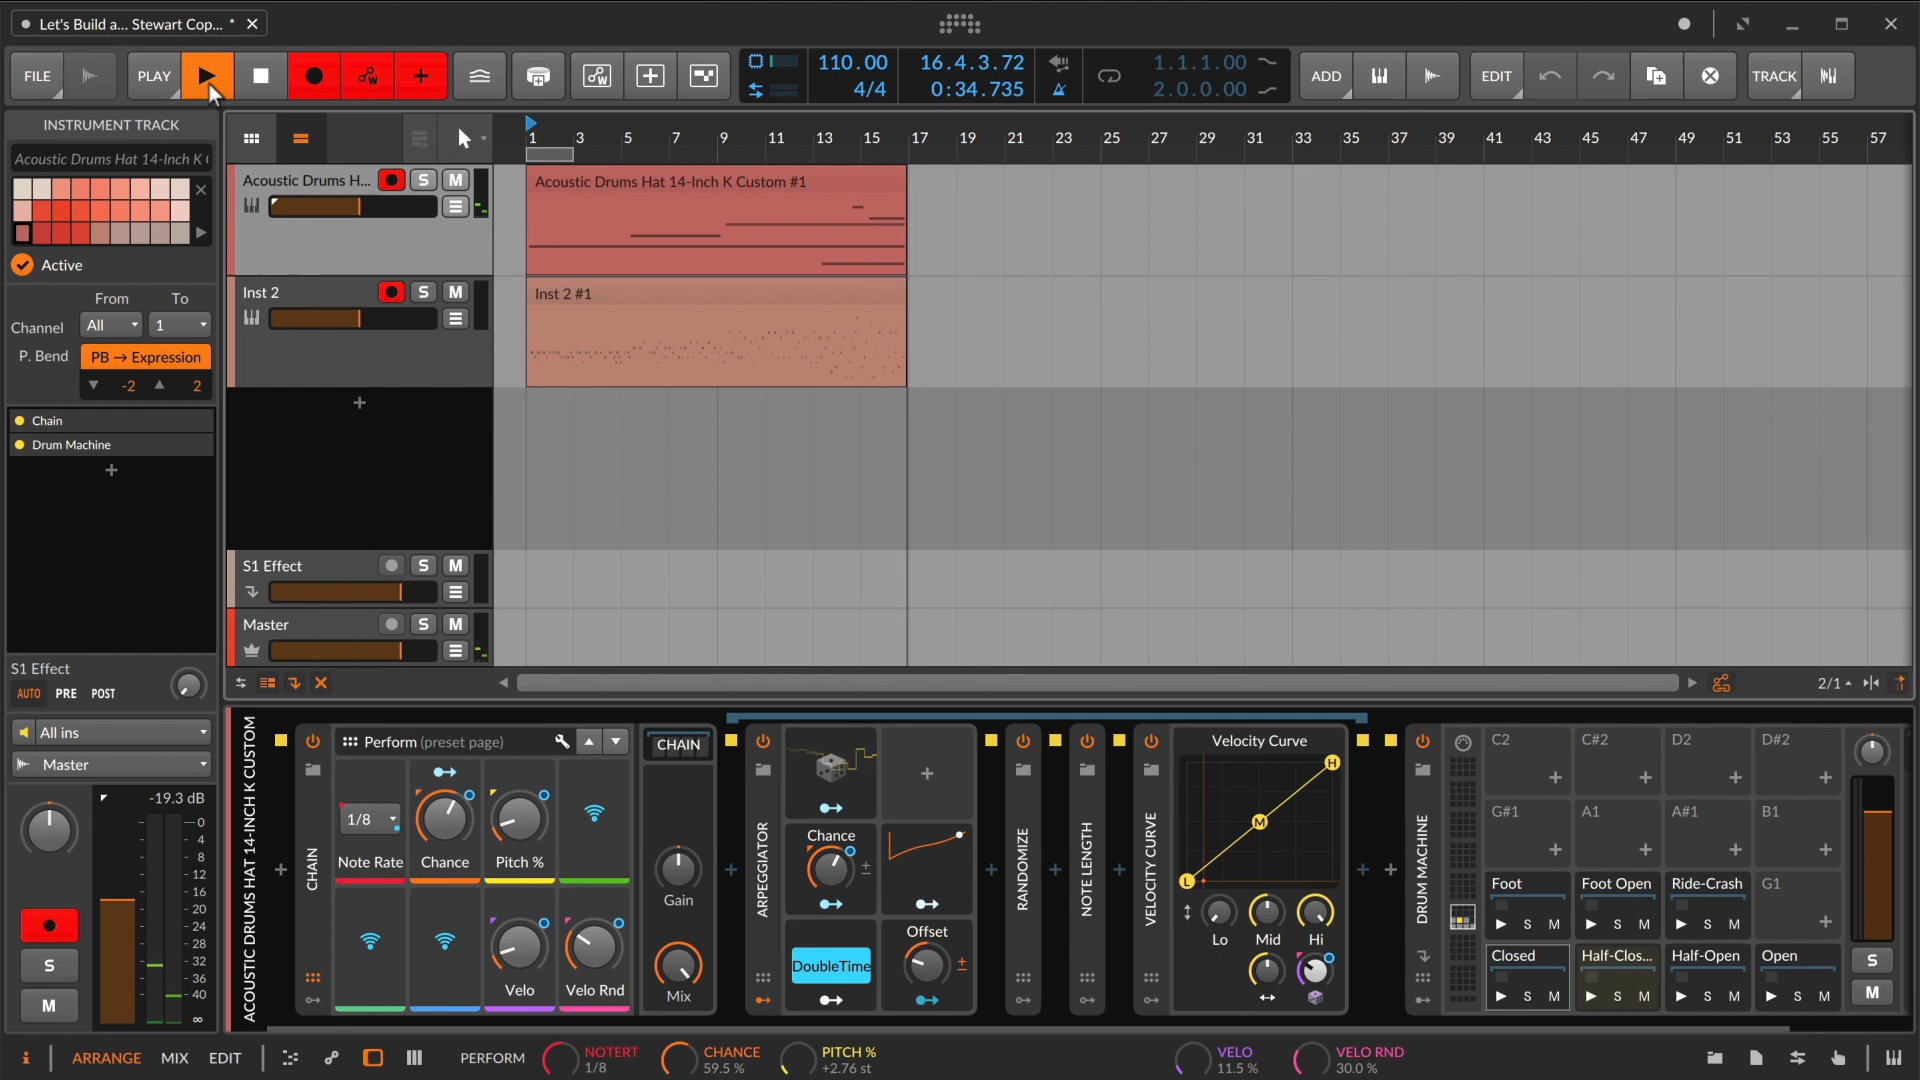 Let's Build a... Stewart Cop... *
FILE
PLAY
110.00
4/4
16.4.3.72
0:34.735
1.1.1.00
2.0.0.00
ADD
EDIT
TRACK
INSTRUMENT TRACK
Acoustic Drums Hat 14-Inch K (
Active
From To
Channel All 1
P. Bend PB → Expression
-2 2
Chain
Drum Machine
S1 Effect
AUTO PRE POST
All ins
Master
-19.3 dB
0
4
8
12
16
20
24
28
32
36
40
∞
S
M
1 3 5 7 9 11 13 15 17 19 21 23 25 27 29 31 33 35 37 39 41 43 45 47 49 51 53 55 57
Acoustic Drums H... S M
Acoustic Drums Hat 14-Inch K Custom #1
Inst 2 S M
Inst 2 #1
S1 Effect S M
Master S M
2/1
ACOUSTIC DRUMS HAT 14-INCH K CUSTOM
CHAIN
Perform (preset page)
1/8
Note Rate Chance Pitch %
Velo Velo Rnd
CHAIN
Gain
Mix
ARPEGGIATOR
Chance
DoubleTime
Offset
RANDOMIZE
NOTE LENGTH
VELOCITY CURVE
Velocity Curve
H
M
L
Lo Mid Hi
DRUM MACHINE
C2 C#2 D2 D#2
G#1 A1 A#1 B1
Foot Foot Open Ride-Crash G1
S M S M S M
Closed Half-Clos... Half-Open Open
S M S M S M S M
S
M
ARRANGE MIX EDIT
PERFORM
NOTERT
1/8
CHANCE
59.5 %
PITCH %
+2.76 st
VELO
11.5 %
VELO RND
30.0 %